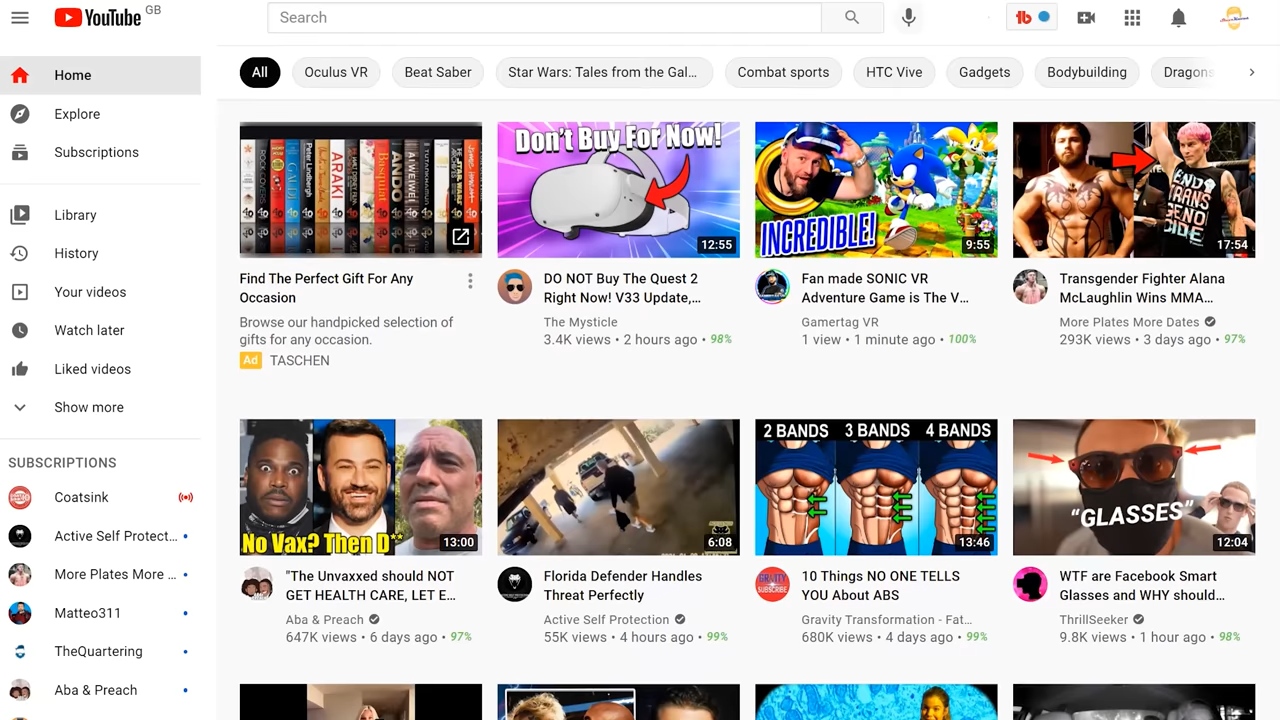 YouTube GB
Search
tb
Home
Explore
Subscriptions
Library
History
Your videos
Watch later
Liked videos
Show more
SUBSCRIPTIONS
Coatsink
Active Self Protect...
More Plates More ...
Matteo311
TheQuartering
Aba & Preach
All
Oculus VR
Beat Saber
Star Wars: Tales from the Gal...
Combat sports
HTC Vive
Gadgets
Bodybuilding
Dragons
Peter Lindbergh
ARAKI
Basquiat
ANDO
Find The Perfect Gift For Any
Occasion
Browse our handpicked selection of
gifts for any occasion.
Ad TASCHEN
Don't Buy For Now!
12:55
DO NOT Buy The Quest 2
Right Now! V33 Update,...
The Mysticle
3.4K views • 2 hours ago • 98%
INCREDIBLE!
9:55
Fan made SONIC VR
Adventure Game is The V...
Gamertag VR
1 view • 1 minute ago • 100%
END
TRANS
GENO
CIDE
17:54
Transgender Fighter Alana
McLaughlin Wins MMA...
More Plates More Dates
293K views • 3 days ago • 97%
No Vax? Then D**
13:00
"The Unvaxxed should NOT
GET HEALTH CARE, LET E...
Aba & Preach
647K views • 6 days ago • 97%
6:08
Florida Defender Handles
Threat Perfectly
Active Self Protection
55K views • 4 hours ago • 99%
2 BANDS 3 BANDS 4 BANDS
13:46
GRAVITY
SUBSCRIBE
10 Things NO ONE TELLS
YOU About ABS
Gravity Transformation - Fat...
680K views • 4 days ago • 99%
"GLASSES"
12:04
WTF are Facebook Smart
Glasses and WHY should...
ThrillSeeker
9.8K views • 1 hour ago • 98%